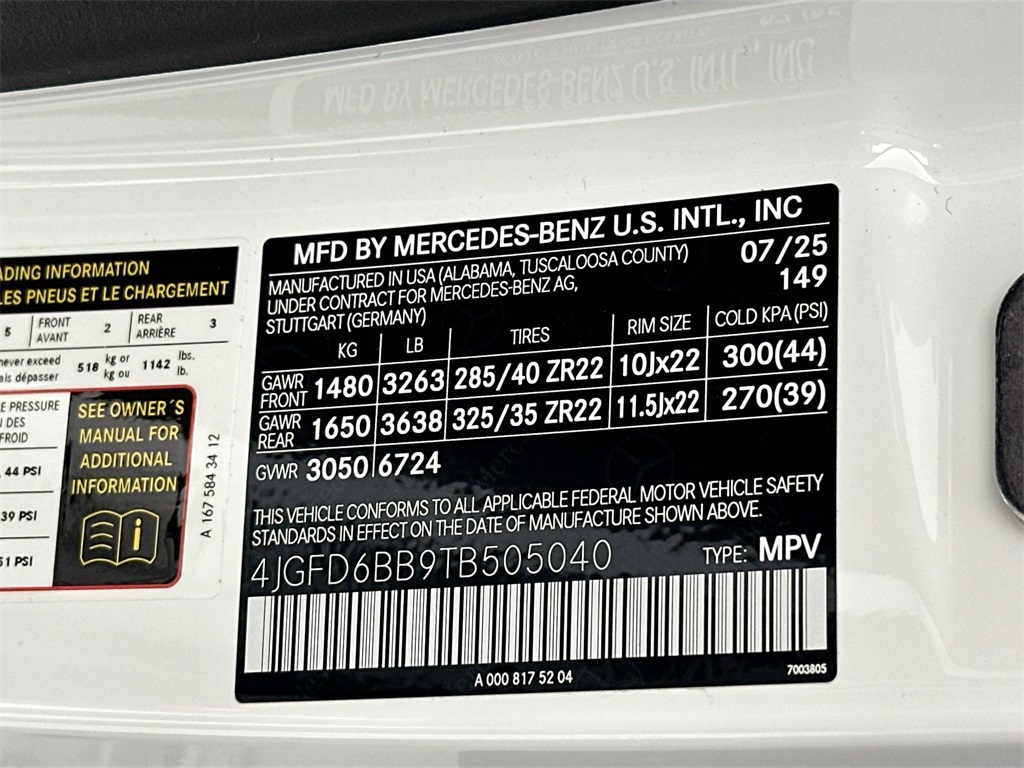 ADING INFORMATION
LES PNEUS ET LE CHARGEMENT
5 FRONT AVANT 2 REAR ARRIÈRE 3
never exceed 518 kg or 1142 lbs.
ais dépasser kg ou lb.
E PRESSURE
DES
FROID
44 PSI
39 PSI
51 PSI
SEE OWNER´S
MANUAL FOR
ADDITIONAL
INFORMATION
i
A 167 584 34 12
MFD BY MERCEDES-BENZ U.S. INTL., INC
MANUFACTURED IN USA (ALABAMA, TUSCALOOSA COUNTY) 07/25
UNDER CONTRACT FOR MERCEDES-BENZ AG, 149
STUTTGART (GERMANY)
KG LB TIRES RIM SIZE COLD KPA (PSI)
GAWR FRONT 1480 3263 285/40 ZR22 10Jx22 300(44)
GAWR REAR 1650 3638 325/35 ZR22 11.5Jx22 270(39)
GVWR 3050 6724
THIS VEHICLE CONFORMS TO ALL APPLICABLE FEDERAL MOTOR VEHICLE SAFETY
STANDARDS IN EFFECT ON THE DATE OF MANUFACTURE SHOWN ABOVE.
4JGFD6BB9TB505040 TYPE: MPV
A 000 817 52 04
7003805